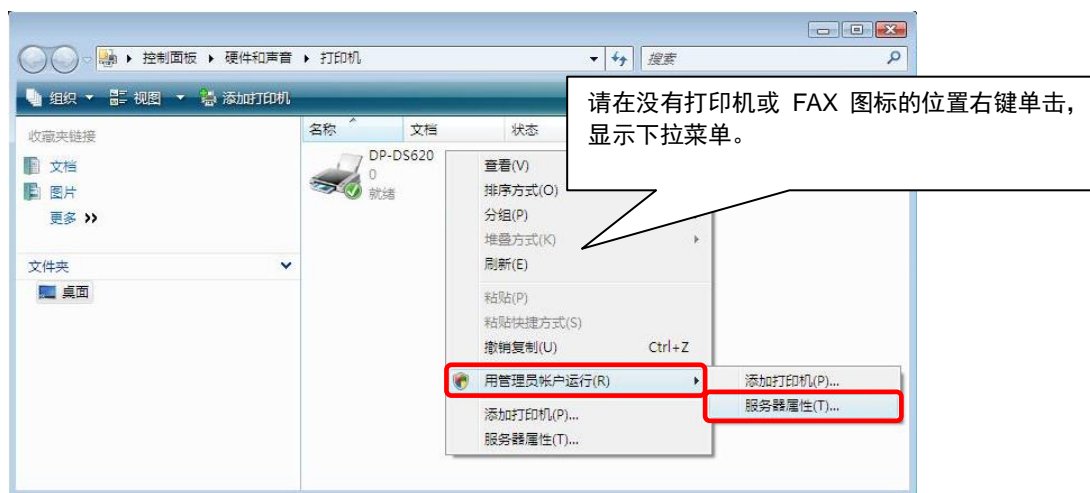 控制面板 ▸ 硬件和声音 ▸ 打印机
搜索
组织 视图 添加打印机
请在没有打印机或 FAX 图标的位置右键单击，
显示下拉菜单。
收藏夹链接
文档
图片
更多 »
文件夹
桌面
名称 文档 状态
DP-DS620
0
就绪
查看(V)
排序方式(O)
分组(P)
堆叠方式(K)
刷新(E)
粘贴(P)
粘贴快捷方式(S)
撤销复制(U) Ctrl+Z
用管理员帐户运行(R)
添加打印机(P)...
服务器属性(T)...
添加打印机(P)...
服务器属性(T)...